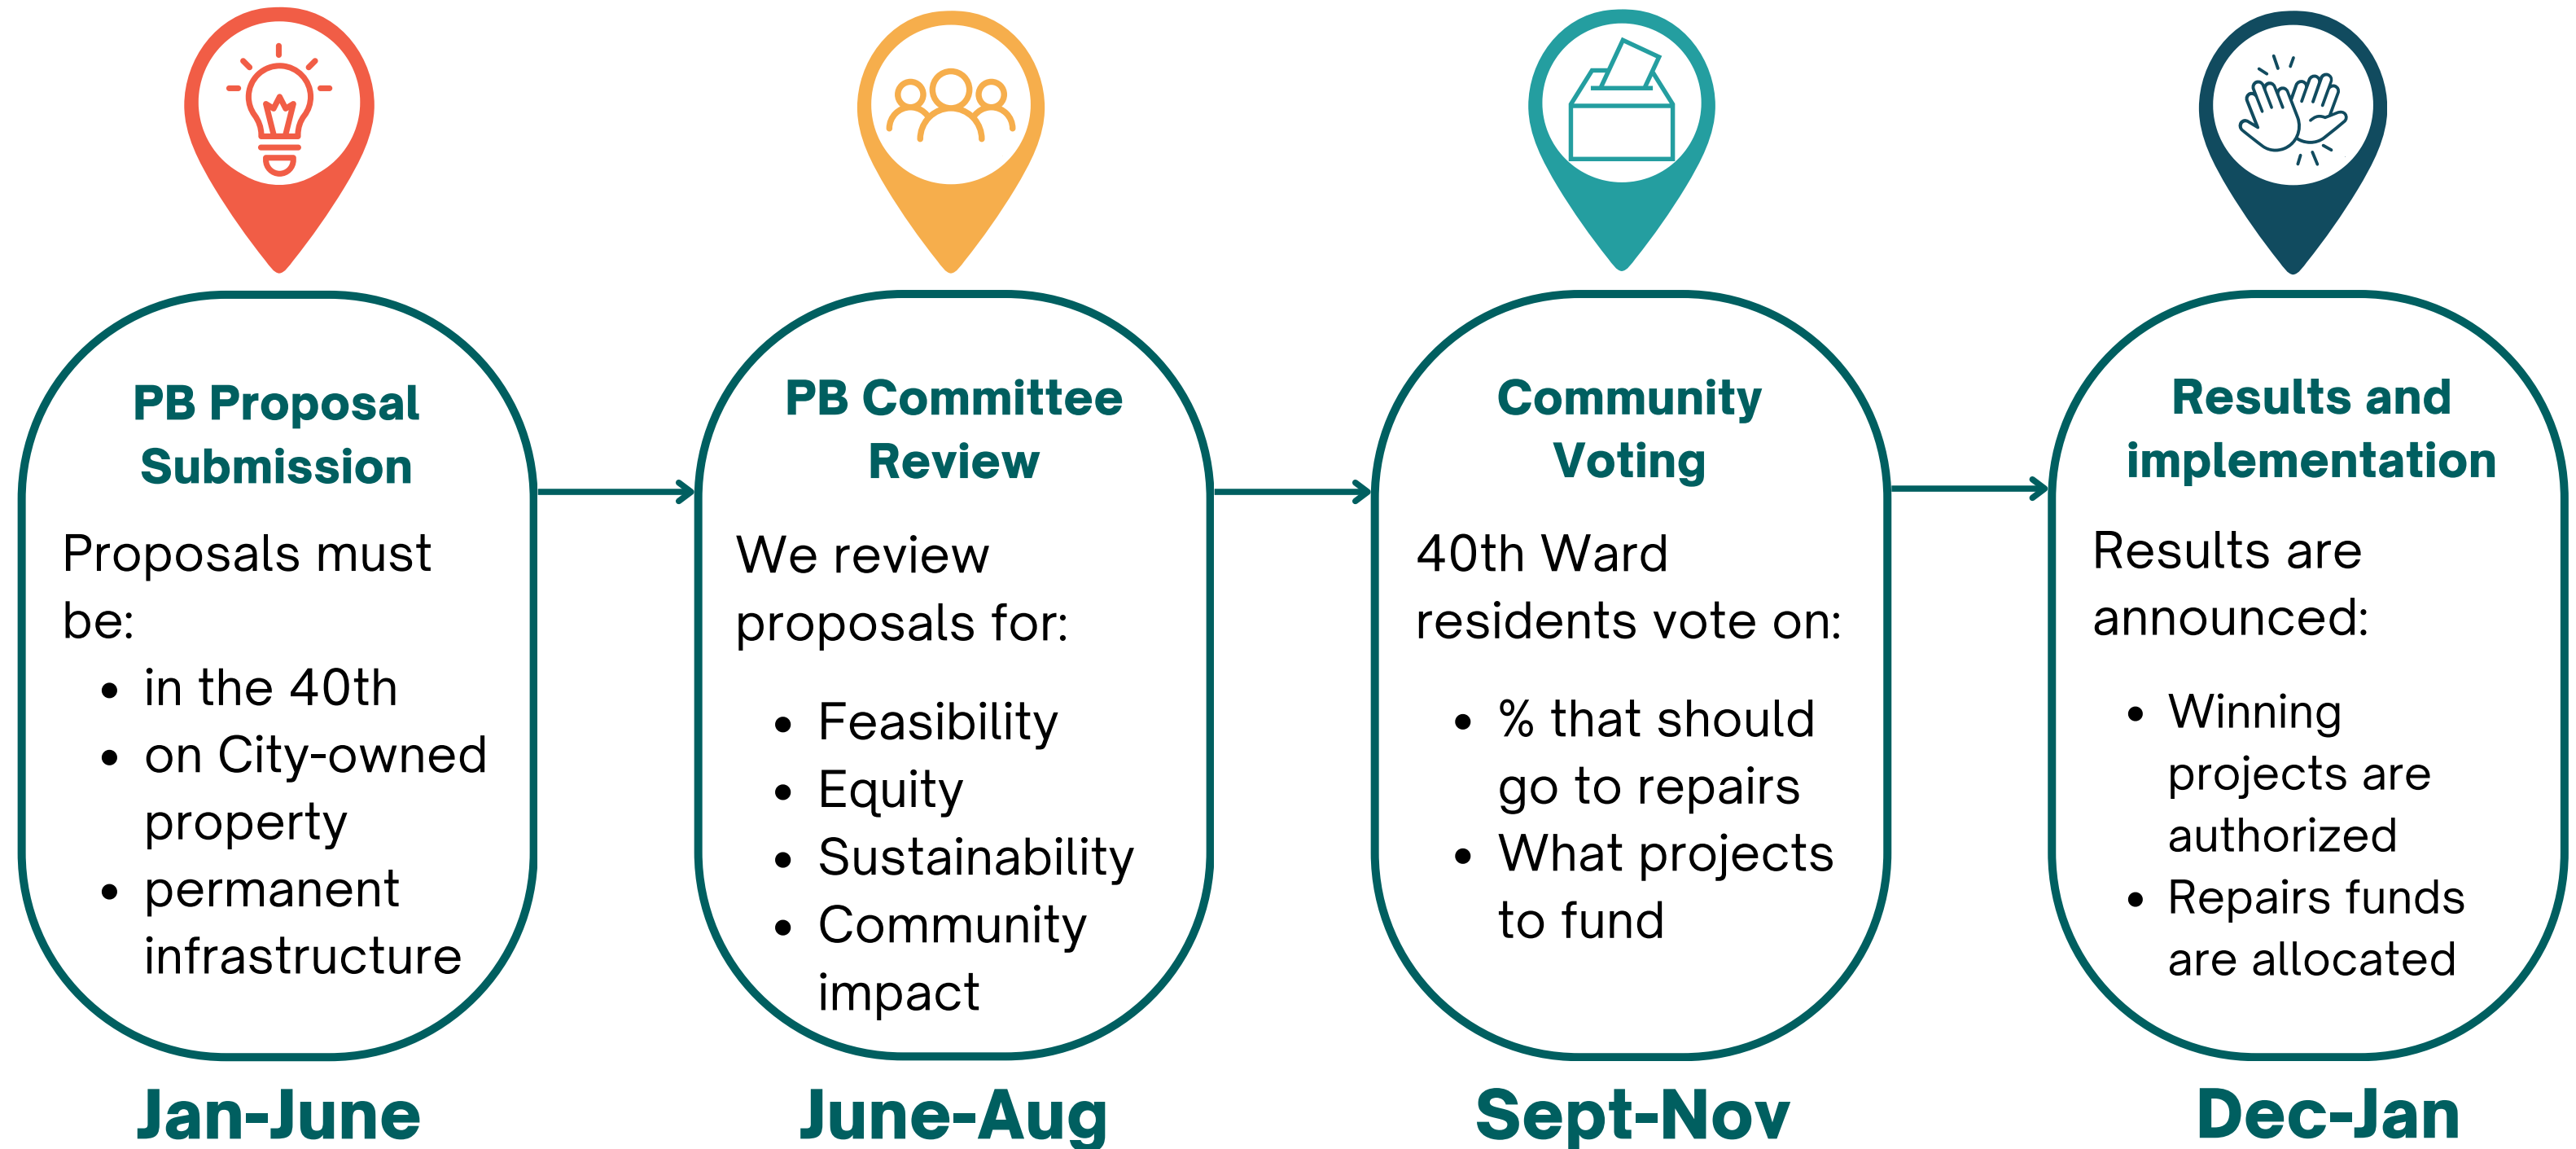 PB Proposal
Submission
Proposals must
be:
• in the 40th
• on City-owned
property
• permanent
infrastructure
Jan-June
PB Committee
Review
We review
proposals for:
• Feasibility
• Equity
• Sustainability
• Community
impact
June-Aug
Community
Voting
40th Ward
residents vote on:
• % that should
go to repairs
• What projects
to fund
Sept-Nov
Results and
implementation
Results are
announced:
• Winning
projects are
authorized
• Repairs funds
are allocated
Dec-Jan